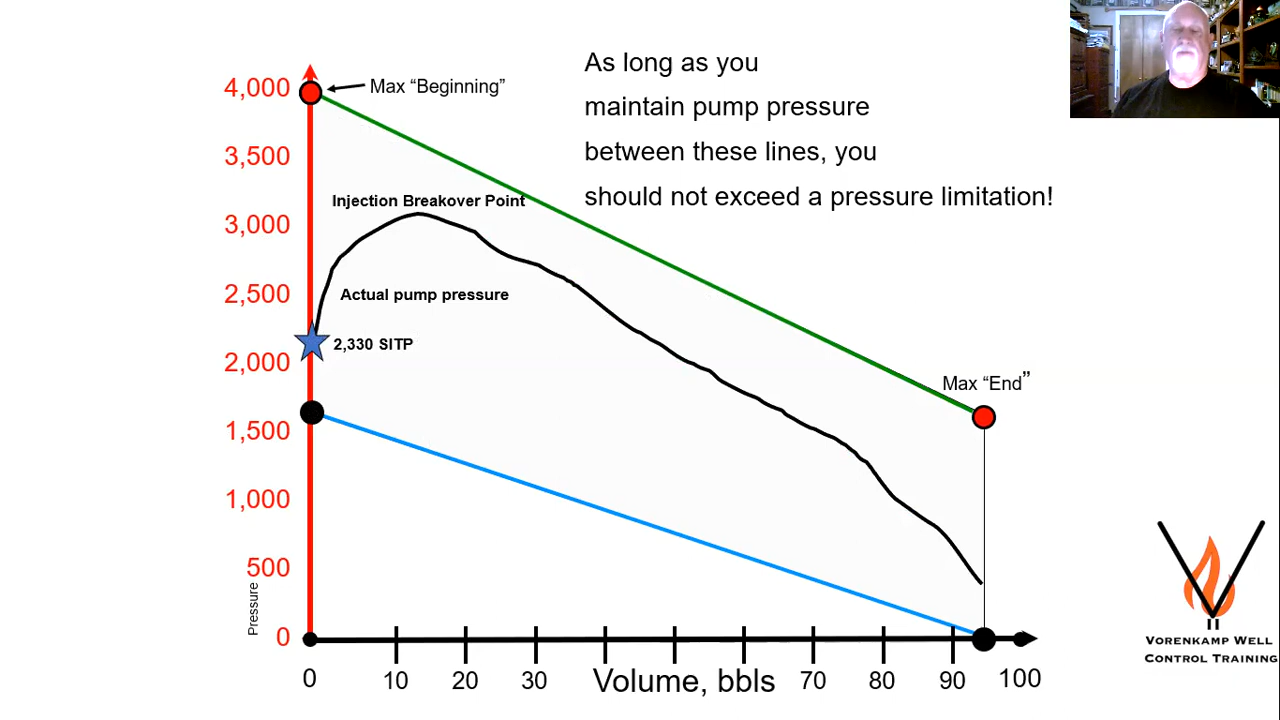 As long as you
maintain pump pressure
between these lines, you
should not exceed a pressure limitation!
4,000
Max “Beginning”
3,500
Injection Breakover Point
3,000
2,500
Actual pump pressure
2,330 SITP
2,000
Max “End”
1,500
1,000
500
Pressure
0
0 10 20 30 Volume, bbls 70 80 90 100
VORENKAMP WELL
CONTROL TRAINING